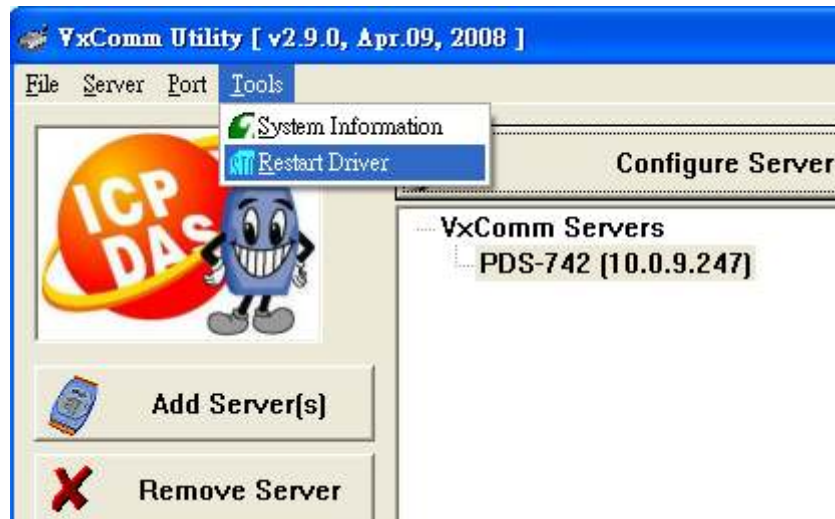 VxComm Utility [ v2.9.0, Apr.09, 2008 ]
File Server Port Tools
System Information
Restart Driver
Configure Server
ICP
DAS
VxComm Servers
PDS-742 (10.0.9.247)
Add Server(s)
Remove Server